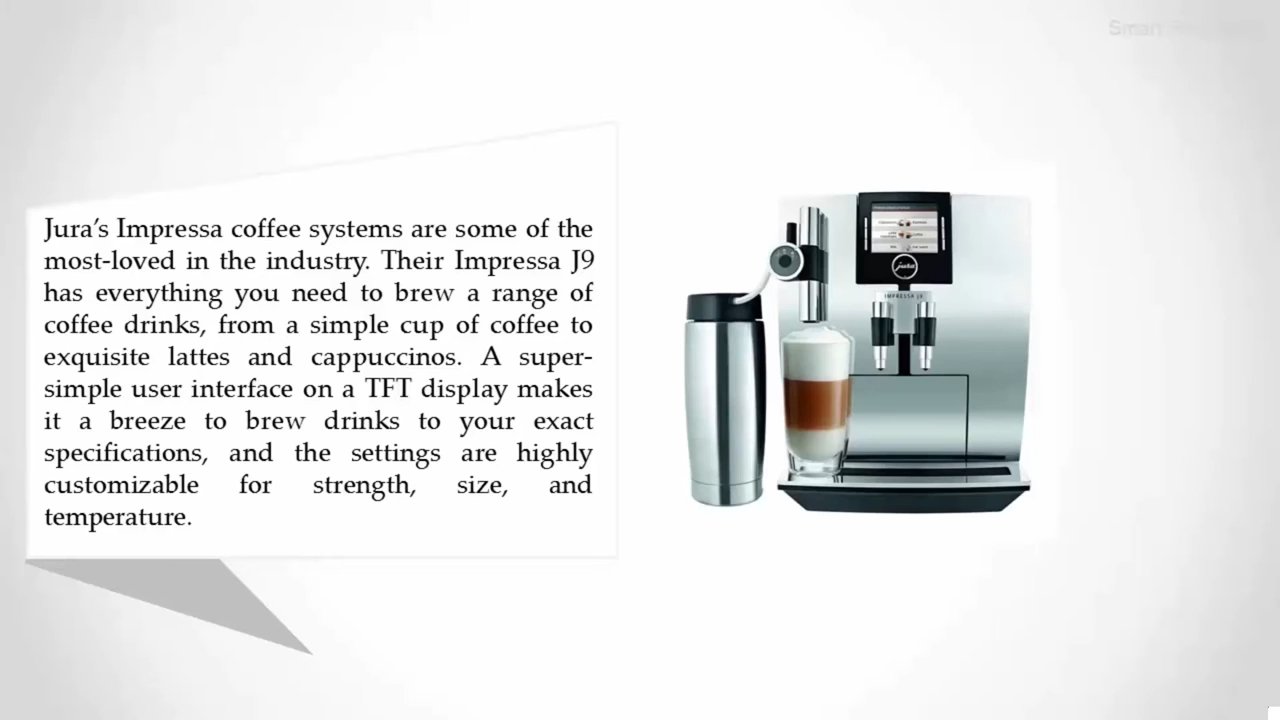 Smart
Jura's Impressa coffee systems are some of the
most-loved in the industry. Their Impressa J9
has everything you need to brew a range of
coffee drinks, from a simple cup of coffee to
exquisite lattes and cappuccinos. A super-
simple user interface on a TFT display makes
it a breeze to brew drinks to your exact
specifications, and the settings are highly
customizable for strength, size, and
temperature.
jura
IMPRESSA J9